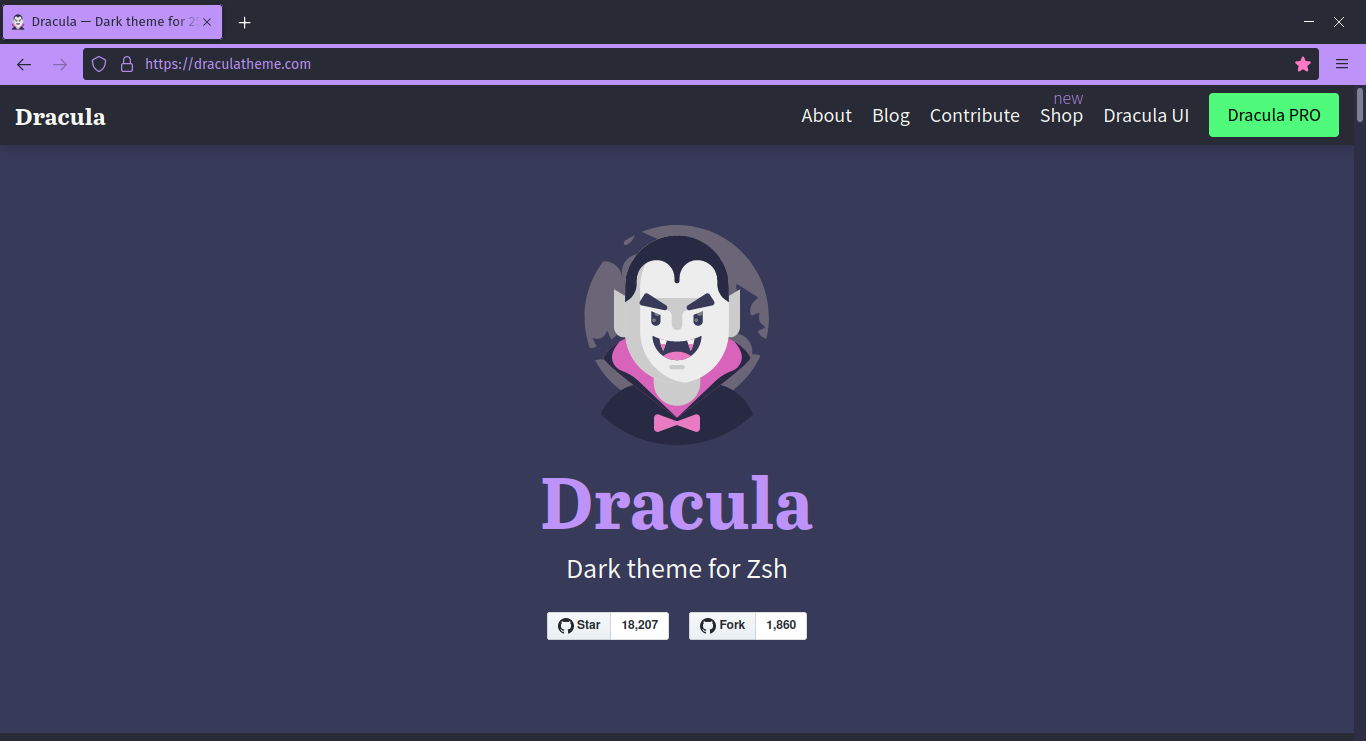 Dracula — Dark theme for
https://draculatheme.com
new
Dracula About Blog Contribute Shop Dracula UI Dracula PRO
Dracula
Dark theme for Zsh
Star 18,207 Fork 1,860